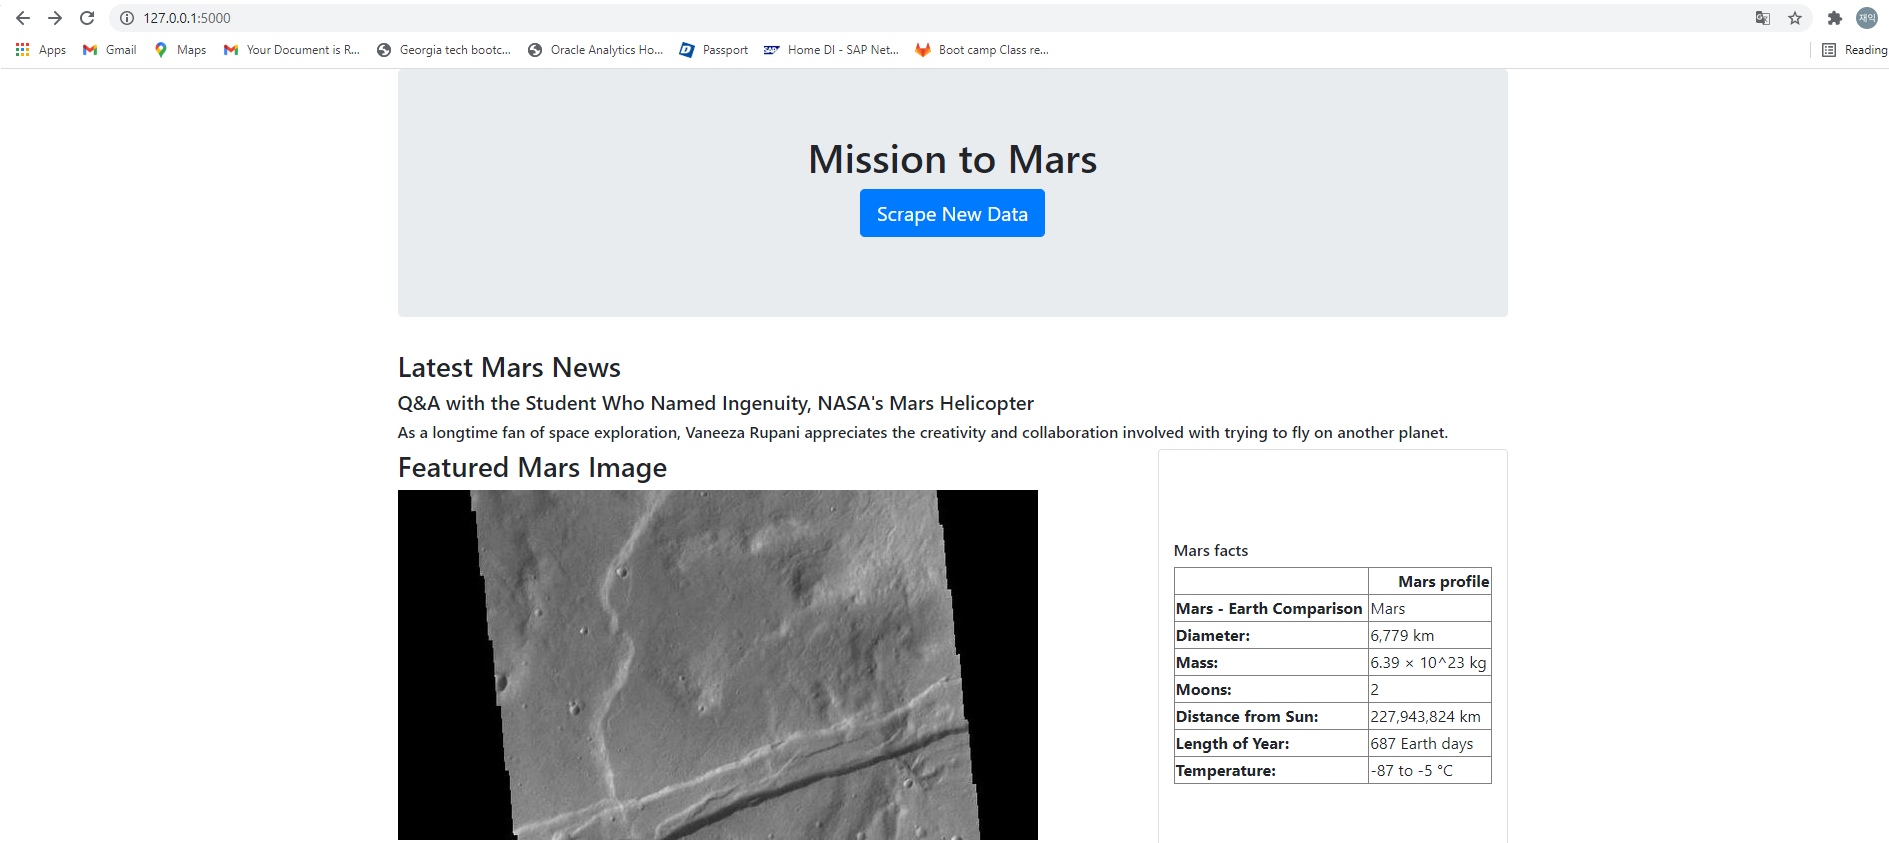 127.0.0.1:5000
재익
Apps Gmail Maps Your Document is R... Georgia tech bootc... Oracle Analytics Ho... Passport SAP Home DI - SAP Net... Boot camp Class re... Reading
Mission to Mars
Scrape New Data
Latest Mars News
Q&A with the Student Who Named Ingenuity, NASA's Mars Helicopter
As a longtime fan of space exploration, Vaneeza Rupani appreciates the creativity and collaboration involved with trying to fly on another planet.
Featured Mars Image
Mars facts
Mars profile
Mars - Earth Comparison Mars
Diameter: 6,779 km
Mass: 6.39 × 10^23 kg
Moons: 2
Distance from Sun: 227,943,824 km
Length of Year: 687 Earth days
Temperature: -87 to -5 °C